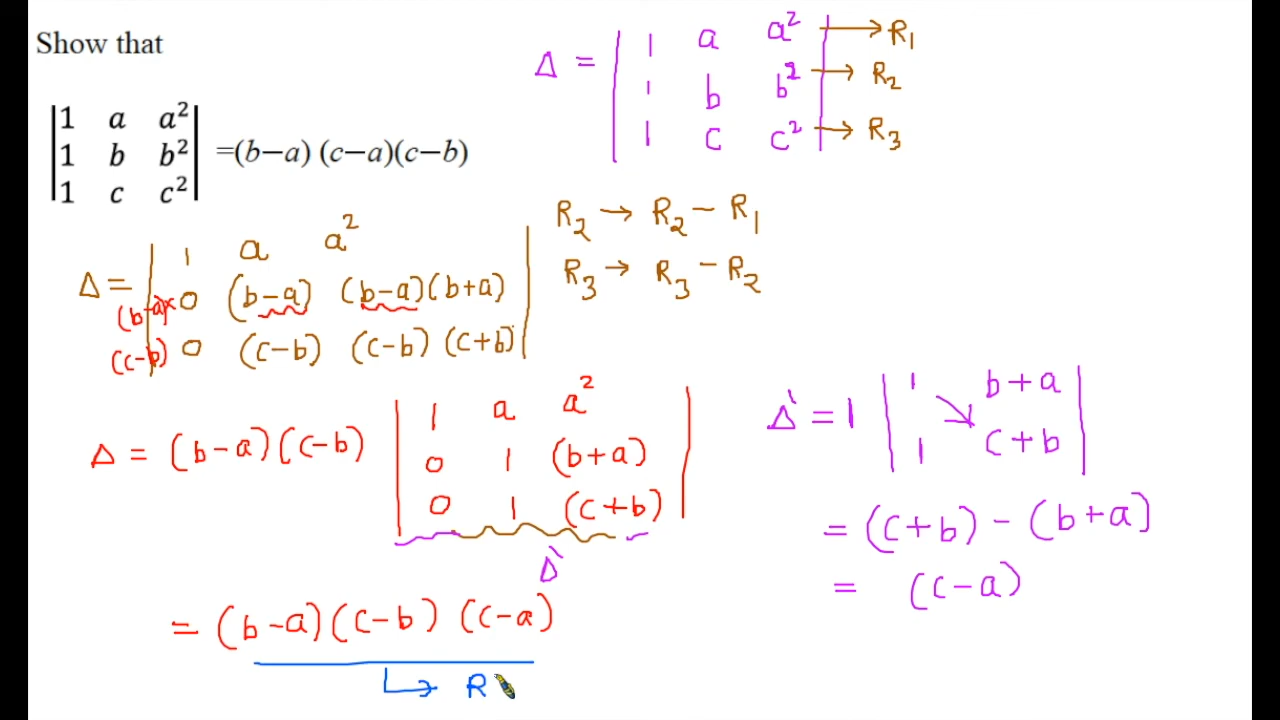 Show that
|1 a a²|
|1 b b²| =(b−a) (c−a)(c−b)
|1 c c²|
Δ = |1 a a²| → R₁
|1 b b²| → R₂
|1 c c²| → R₃
R₂ → R₂ − R₁
R₃ → R₃ − R₂
Δ = |1 a a²|
(b-a)× |0 (b-a) (b-a)(b+a)|
(c-b) |0 (c-b) (c-b) (c+b)|
Δ = (b-a)(c-b) |1 a a²|
|0 1 (b+a)|
|0 1 (c+b)|
Δ`
Δ` = 1 |1 b+a|
|1 c+b|
= (c+b) - (b+a)
= (c-a)
= (b-a)(c-b) (c-a)
↳ R